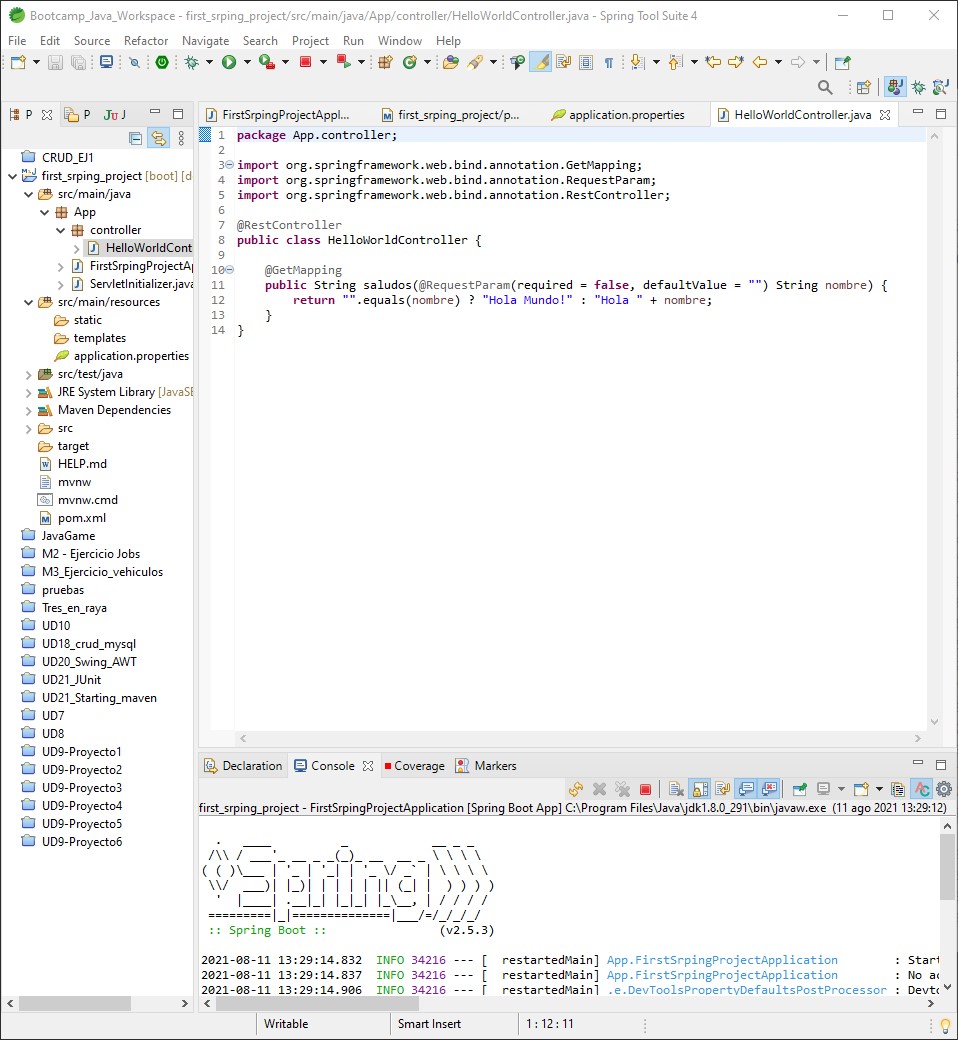 Bootcamp_Java_Workspace - first_srping_project/src/main/java/App/controller/HelloWorldController.java - Spring Tool Suite 4
File Edit Source Refactor Navigate Search Project Run Window Help
P P Ju J
FirstSrpingProjectAppl... first_srping_project/p... application.properties HelloWorldController.java
CRUD_EJ1
first_srping_project [boot] [d
src/main/java
App
controller
HelloWorldCont
FirstSrpingProjectAp
ServletInitializer.java
src/main/resources
static
templates
application.properties
src/test/java
JRE System Library [JavaSE
Maven Dependencies
src
target
HELP.md
mvnw
mvnw.cmd
pom.xml
JavaGame
M2 - Ejercicio Jobs
M3_Ejercicio_vehiculos
pruebas
Tres_en_raya
UD10
UD18_crud_mysql
UD20_Swing_AWT
UD21_JUnit
UD21_Starting_maven
UD7
UD8
UD9-Proyecto1
UD9-Proyecto2
UD9-Proyecto3
UD9-Proyecto4
UD9-Proyecto5
UD9-Proyecto6
1 package App.controller;
2
3 import org.springframework.web.bind.annotation.GetMapping;
4 import org.springframework.web.bind.annotation.RequestParam;
5 import org.springframework.web.bind.annotation.RestController;
6
7 @RestController
8 public class HelloWorldController {
9
10 @GetMapping
11 public String saludos(@RequestParam(required = false, defaultValue = "") String nombre) {
12 return "".equals(nombre) ? "Hola Mundo!" : "Hola " + nombre;
13 }
14 }
Declaration Console Coverage Markers
first_srping_project - FirstSrpingProjectApplication [Spring Boot App] C:\Program Files\Java\jdk1.8.0_291\bin\javaw.exe (11 ago 2021 13:29:12)
:: Spring Boot :: (v2.5.3)
2021-08-11 13:29:14.832 INFO 34216 --- [ restartedMain] App.FirstSrpingProjectApplication : Start
2021-08-11 13:29:14.837 INFO 34216 --- [ restartedMain] App.FirstSrpingProjectApplication : No ac
2021-08-11 13:29:14.906 INFO 34216 --- [ restartedMain] .e.DevToolsPropertyDefaultsPostProcessor : Devto
Writable Smart Insert 1 : 12 : 11